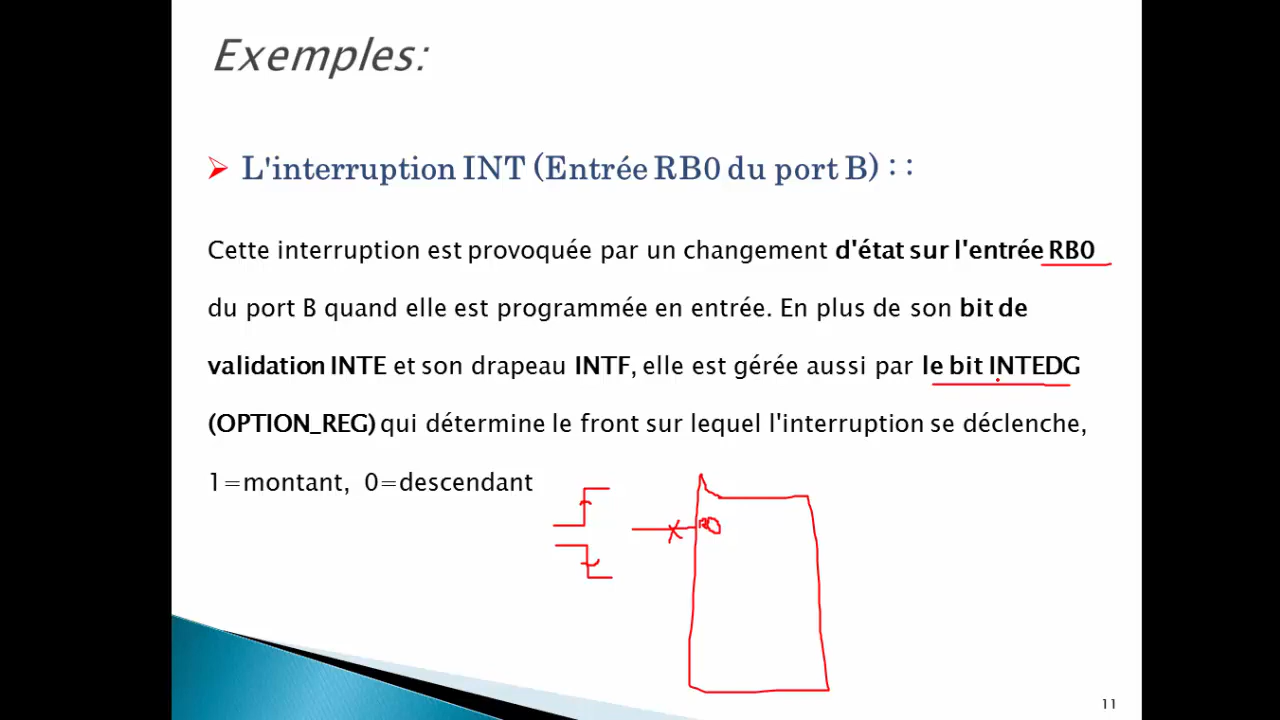 Exemples:
L'interruption INT (Entrée RB0 du port B) : :
Cette interruption est provoquée par un changement d'état sur l'entrée RB0
du port B quand elle est programmée en entrée. En plus de son bit de
validation INTE et son drapeau INTF, elle est gérée aussi par le bit INTEDG
(OPTION_REG) qui détermine le front sur lequel l'interruption se déclenche,
1=montant, 0=descendant
11